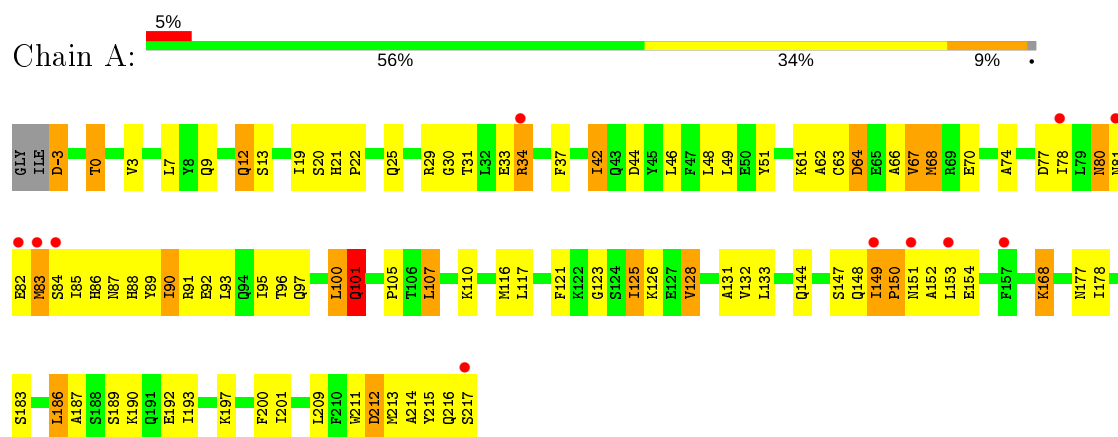 5%
Chain A:
56% 34% 9% •
GLY ILE D-3 T0 V3 L7 Y8 Q9 Q12 S13 I19 S20 H21 P22 Q25 R29 G30 T31 L32 E33 R34 F37 I42 Q43 D44 Y45 L46 F47 L48 L49 E50 Y51 K61 A62 C63 D64 E65 A66 V67 M68 R69 E70 A74 D77 I78 L79 N80 N81
E82 M83 S84 I85 H86 N87 H88 Y89 I90 R91 E92 L93 Q94 I95 T96 Q97 L100 Q101 P105 T106 L107 K110 M116 L117 F121 K122 G123 S124 I125 K126 E127 V128 A131 V132 L133 Q144 S147 Q148 I149 P150 N151 A152 L153 E154 F157 K168 N177 I178
S183 L186 A187 S188 S189 K190 Q191 E192 I193 K197 F200 I201 L209 F210 W211 D212 M213 A214 Y215 Q216 S217